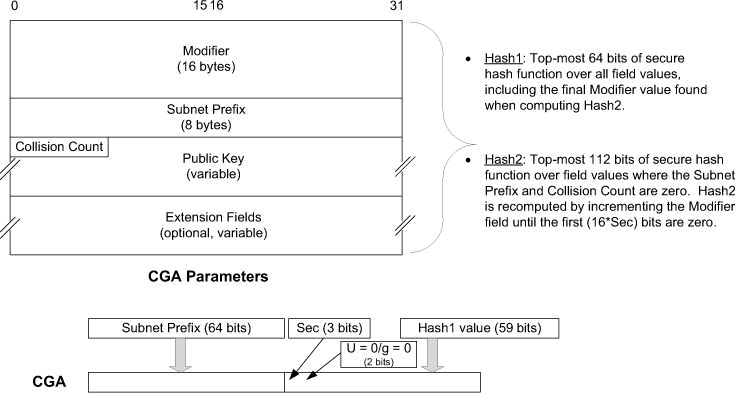 0 15 16 31
Modifier
(16 bytes)
Subnet Prefix
(8 bytes)
Collision Count
Public Key
(variable)
Extension Fields
(optional, variable)
CGA Parameters
• Hash1: Top-most 64 bits of secure
hash function over all field values,
including the final Modifier value found
when computing Hash2.
• Hash2: Top-most 112 bits of secure hash
function over field values where the Subnet
Prefix and Collision Count are zero. Hash2
is recomputed by incrementing the Modifier
field until the first (16*Sec) bits are zero.
Subnet Prefix (64 bits)
Sec (3 bits)
Hash1 value (59 bits)
U = 0/g = 0
(2 bits)
CGA